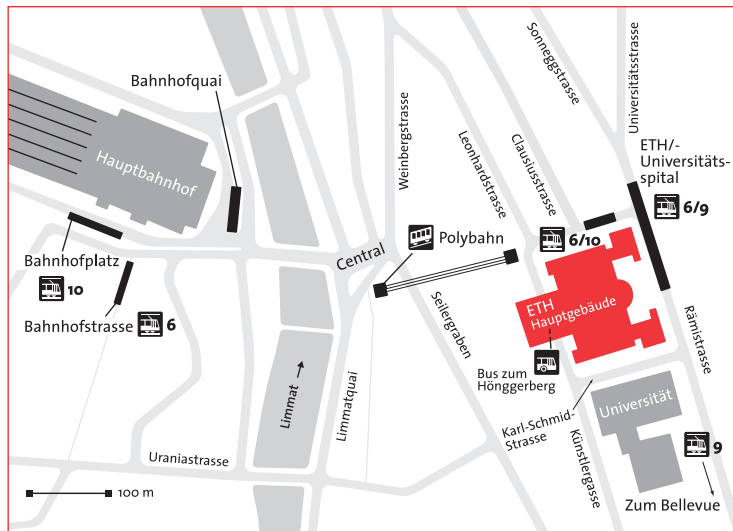 Bahnhofquai
Hauptbahnhof
Bahnhofplatz
10
Bahnhofstrasse
6
Central
Polybahn
Weinbergstrasse
Leonhardstrasse
Clausiusstrasse
Sonneggstrasse
Universitätsstrasse
ETH/-
Universitäts-
spital
6/9
6/10
ETH
Hauptgebäude
Seilergraben
Rämistrasse
Bus zum
Hönggerberg
Limmat
Limmatquai
Karl-Schmid-
Strasse
Künstlergasse
Universität
9
Zum Bellevue
Uraniastrasse
100 m